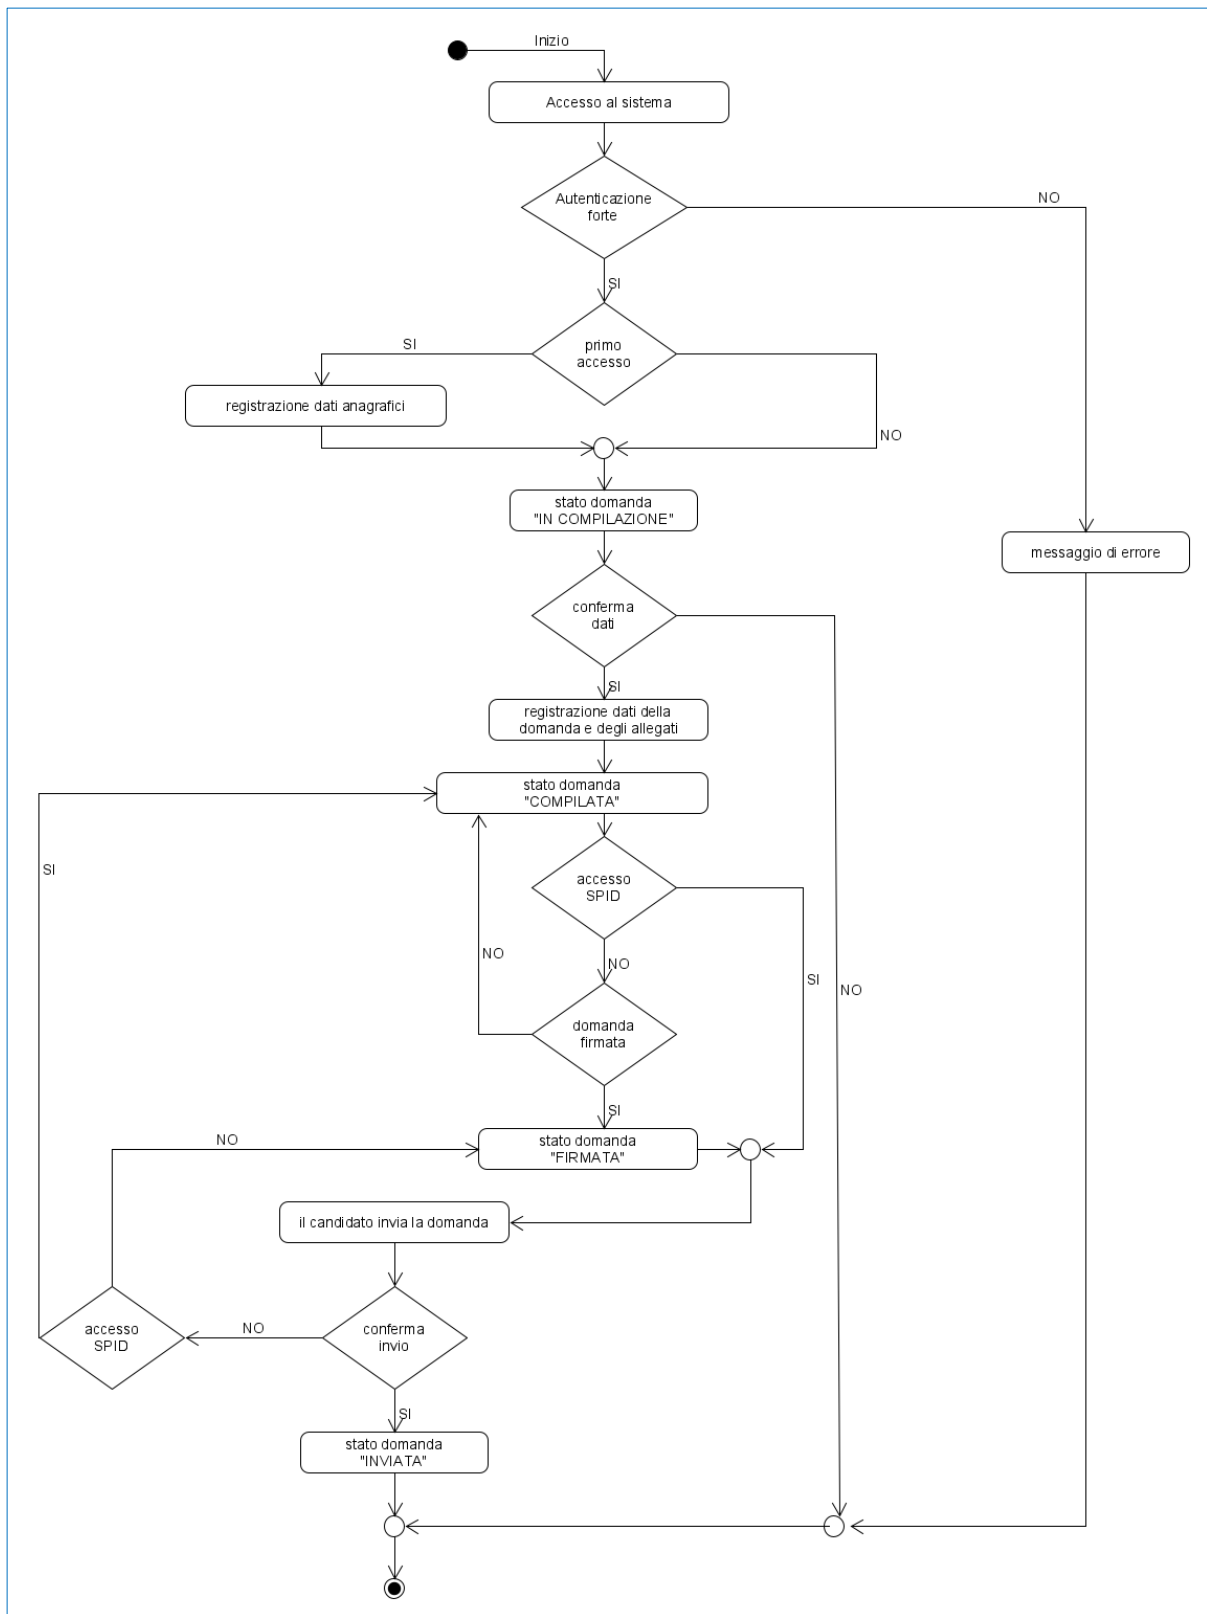 Inizio
Accesso al sistema
Autenticazione
forte
NO
SI
primo
accesso
SI
registrazione dati anagrafici
NO
stato domanda
"IN COMPILAZIONE"
messaggio di errore
conferma
dati
SI
registrazione dati della
domanda e degli allegati
stato domanda
"COMPILATA"
SI
accesso
SPID
NO
NO
SI
NO
domanda
firmata
SI
NO
stato domanda
"FIRMATA"
il candidato invia la domanda
accesso
SPID
NO
conferma
invio
SI
stato domanda
"INVIATA"